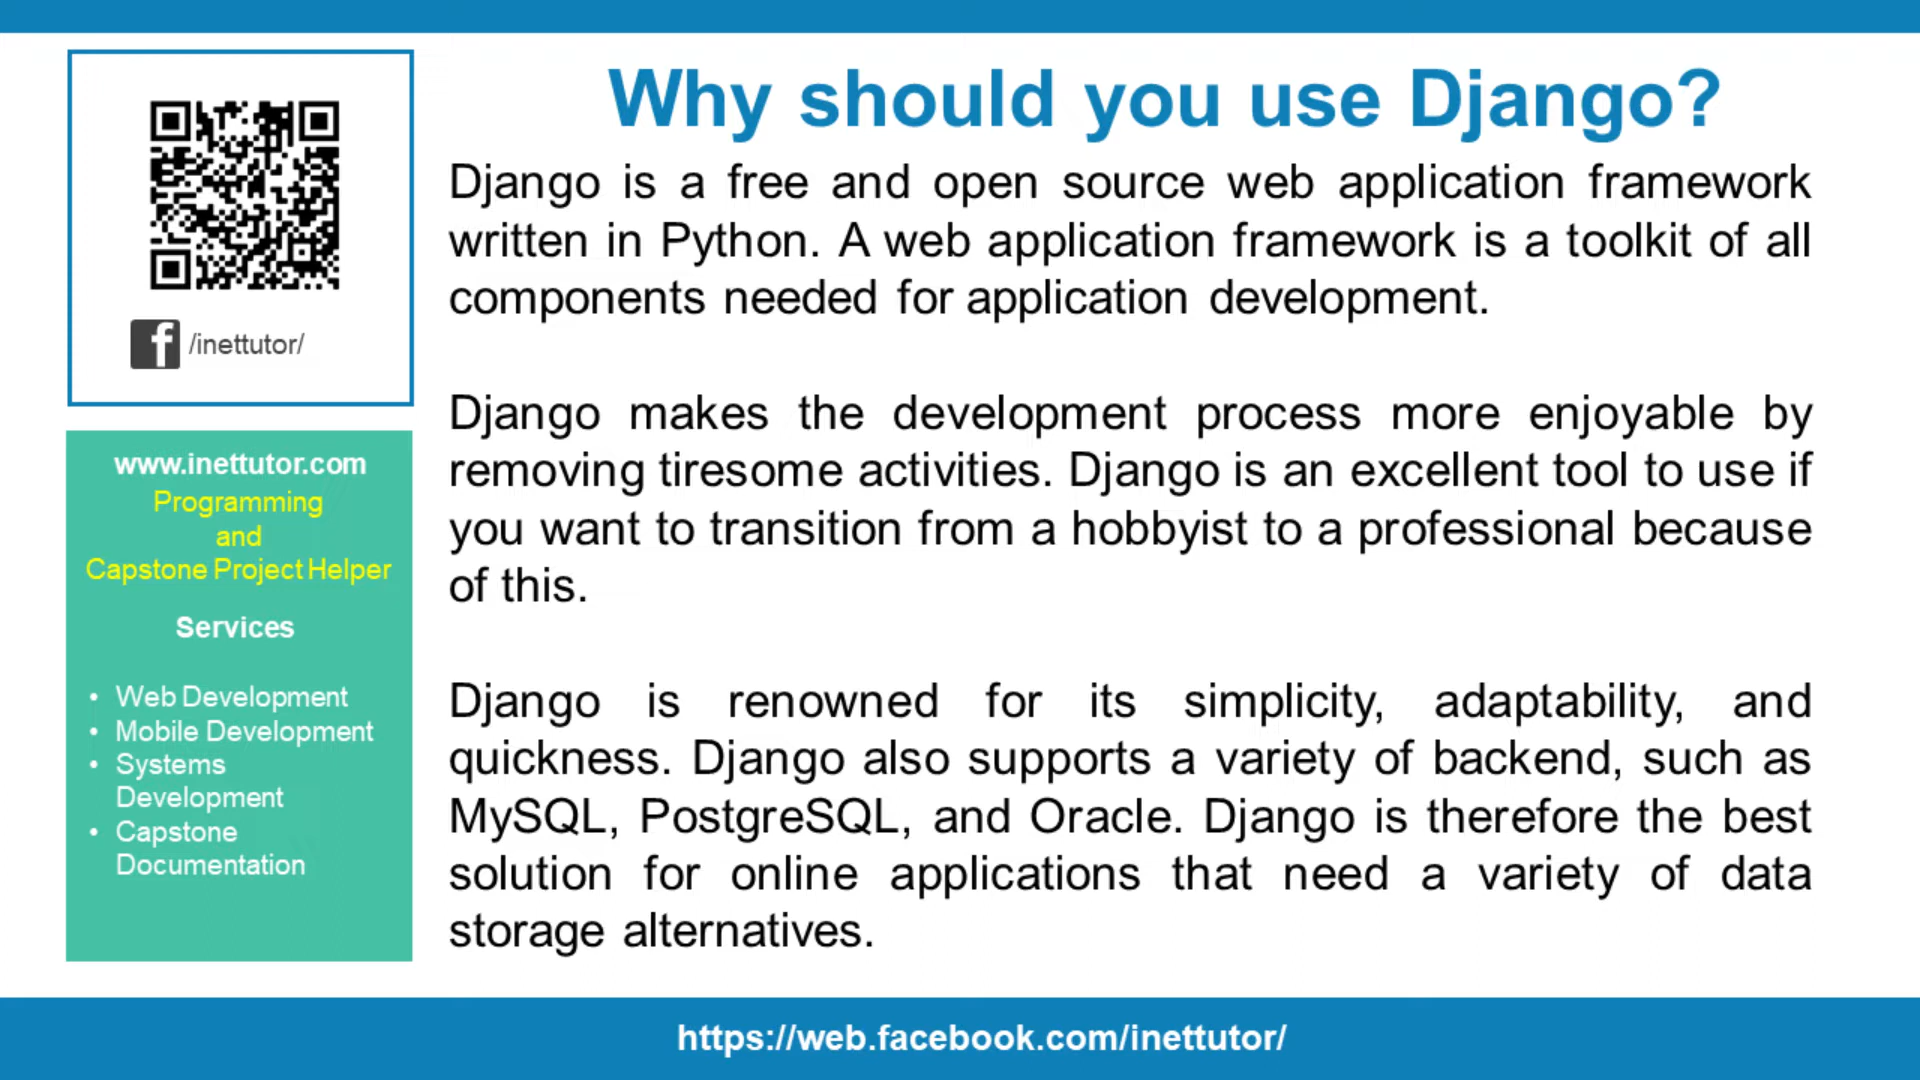 Why should you use Django?
Django is a free and open source web application framework
written in Python. A web application framework is a toolkit of all
components needed for application development.
Django makes the development process more enjoyable by
removing tiresome activities. Django is an excellent tool to use if
you want to transition from a hobbyist to a professional because
of this.
Django is renowned for its simplicity, adaptability, and
quickness. Django also supports a variety of backend, such as
MySQL, PostgreSQL, and Oracle. Django is therefore the best
solution for online applications that need a variety of data
storage alternatives.
f /inettutor/
www.inettutor.com
Programming
and
Capstone Project Helper
Services
• Web Development
• Mobile Development
• Systems
Development
• Capstone
Documentation
https://web.facebook.com/inettutor/